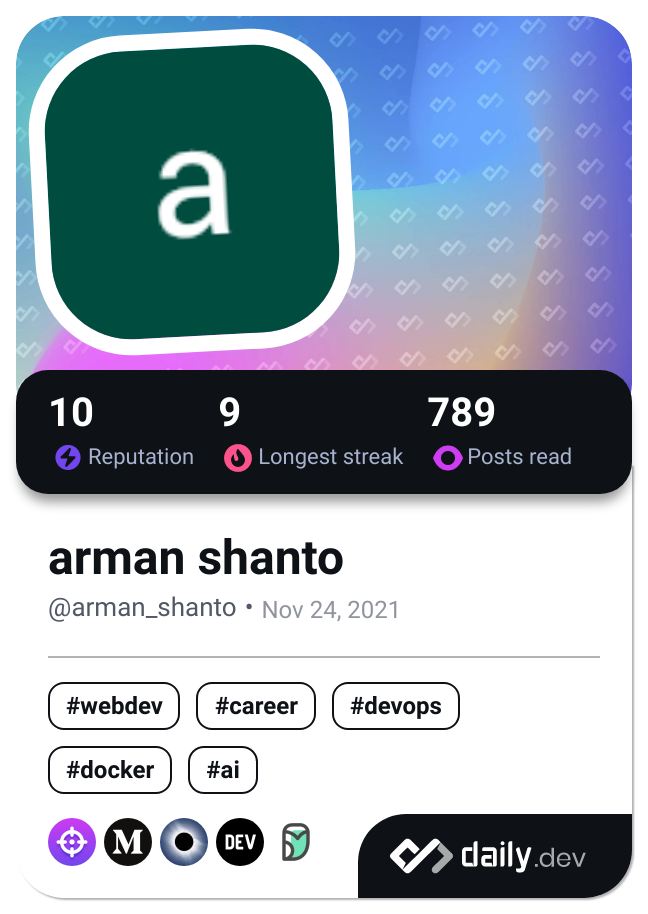 a
10 9 789
Reputation Longest streak Posts read
arman shanto
@arman_shanto • Nov 24, 2021
#webdev #career #devops
#docker #ai
M DEV
daily.dev